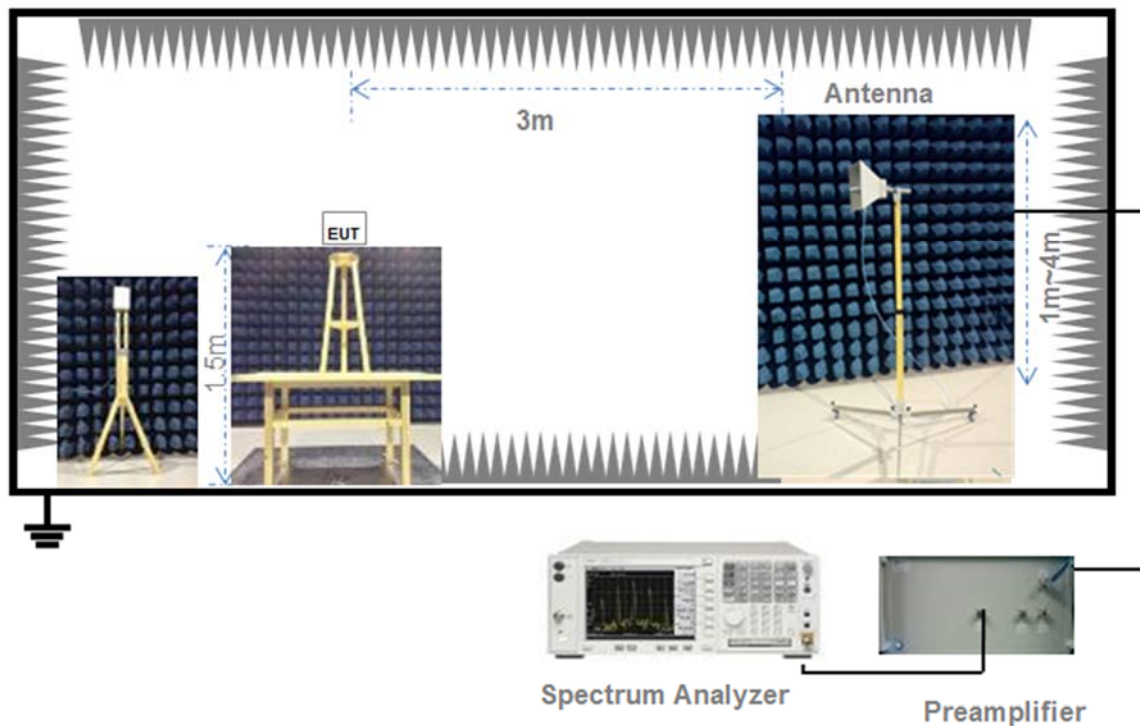 Antenna
3m
EUT
1.5m
1m~4m
Spectrum Analyzer
Preamplifier